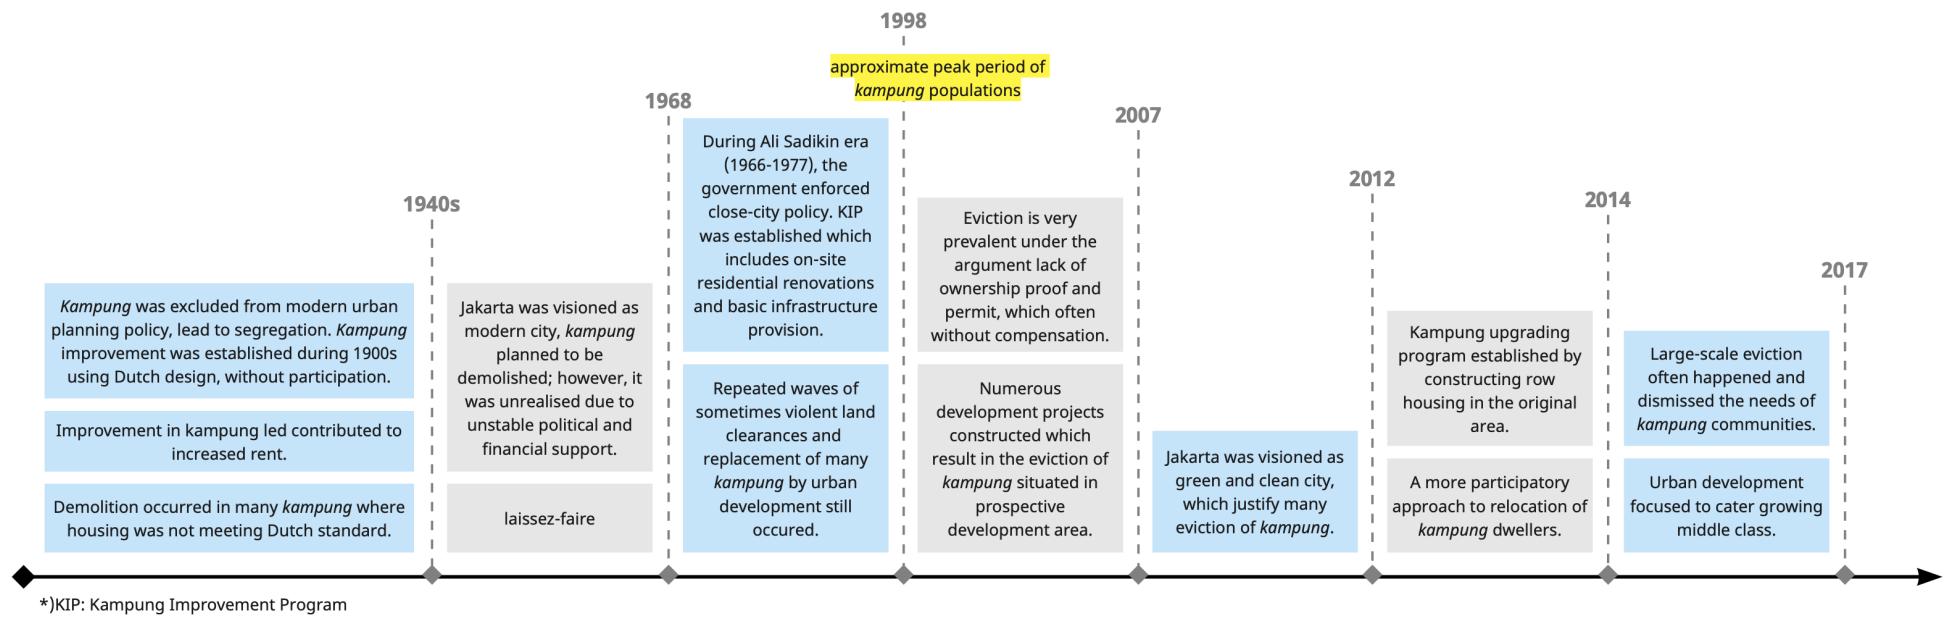 1998
approximate peak period of
kampung populations
1968
2007
1940s
2012
2014
2017
Kampung was excluded from modern urban
planning policy, lead to segregation. Kampung
improvement was established during 1900s
using Dutch design, without participation.
Improvement in kampung led contributed to
increased rent.
Demolition occurred in many kampung where
housing was not meeting Dutch standard.
Jakarta was visioned as
modern city, kampung
planned to be
demolished; however, it
was unrealised due to
unstable political and
financial support.
laissez-faire
During Ali Sadikin era
(1966-1977), the
government enforced
close-city policy. KIP
was established which
includes on-site
residential renovations
and basic infrastructure
provision.
Repeated waves of
sometimes violent land
clearances and
replacement of many
kampung by urban
development still
occured.
Eviction is very
prevalent under the
argument lack of
ownership proof and
permit, which often
without compensation.
Numerous
development projects
constructed which
result in the eviction of
kampung situated in
prospective
development area.
Jakarta was visioned as
green and clean city,
which justify many
eviction of kampung.
Kampung upgrading
program established by
constructing row
housing in the original
area.
A more participatory
approach to relocation of
kampung dwellers.
Large-scale eviction
often happened and
dismissed the needs of
kampung communities.
Urban development
focused to cater growing
middle class.
*)KIP: Kampung Improvement Program